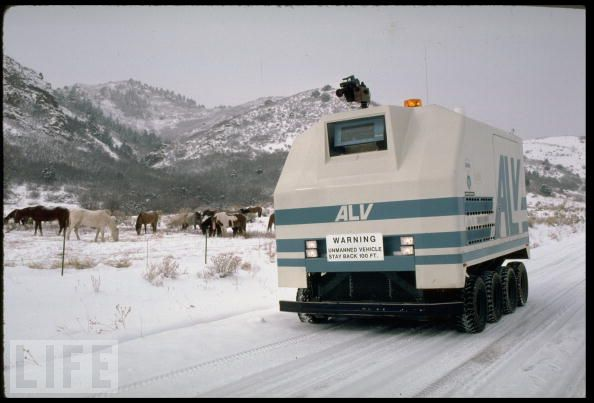 ALV
ALV
WARNING
UNMANNED VEHICLE
STAY BACK 100 FT.
LIFE